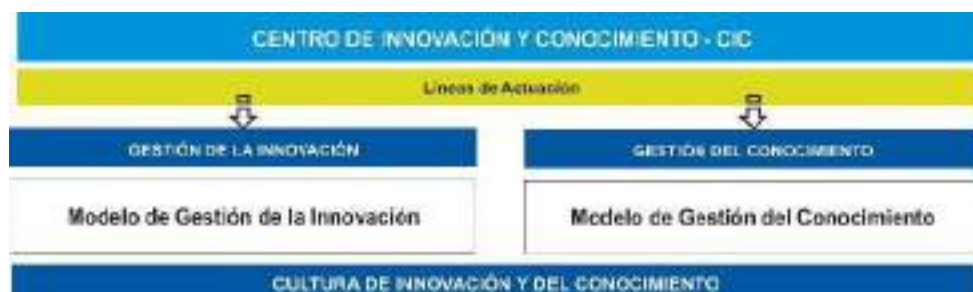 CENTRO DE INNOVACIÓN Y CONOCIMIENTO - CIC
Líneas de Actuación
GESTIÓN DE LA INNOVACIÓN
GESTIÓN DEL CONOCIMIENTO
Modelo de Gestión de la Innovación
Modelo de Gestión del Conocimiento
CULTURA DE INNOVACIÓN Y DEL CONOCIMIENTO